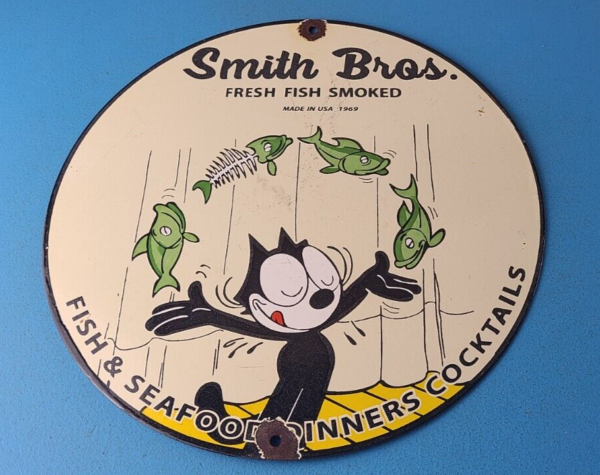 Smith Bros.
FRESH FISH SMOKED
MADE IN USA 1969
FISH & SEAFOOD DINNERS COCKTAILS